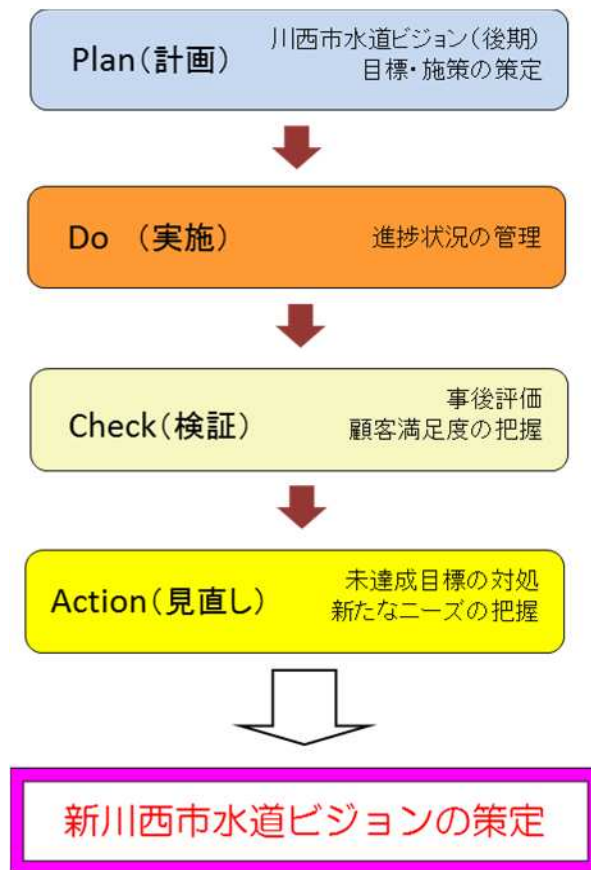 Plan(計画)
川西市水道ビジョン(後期)
目標・施策の策定
Do (実施)
進捗状況の管理
Check(検証)
事後評価
顧客満足度の把握
Action(見直し)
未達成目標の対処
新たなニーズの把握
新川西市水道ビジョンの策定